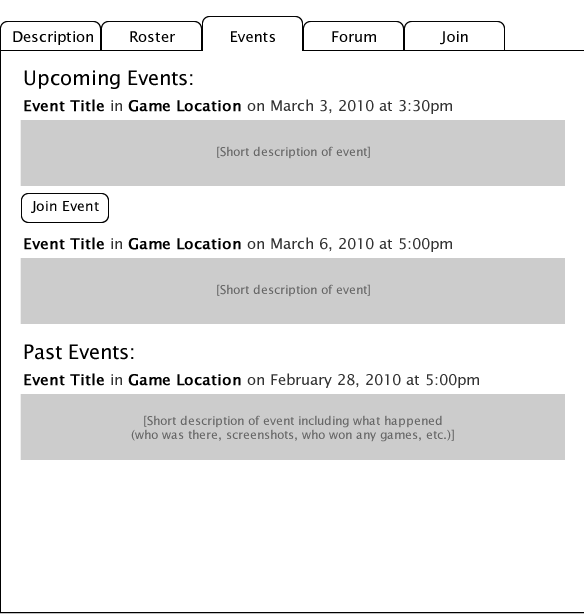 Description Roster Events Forum Join
Upcoming Events:
Event Title in Game Location on March 3, 2010 at 3:30pm
[Short description of event]
Join Event
Event Title in Game Location on March 6, 2010 at 5:00pm
[Short description of event]
Past Events:
Event Title in Game Location on February 28, 2010 at 5:00pm
[Short description of event including what happened
(who was there, screenshots, who won any games, etc.)]